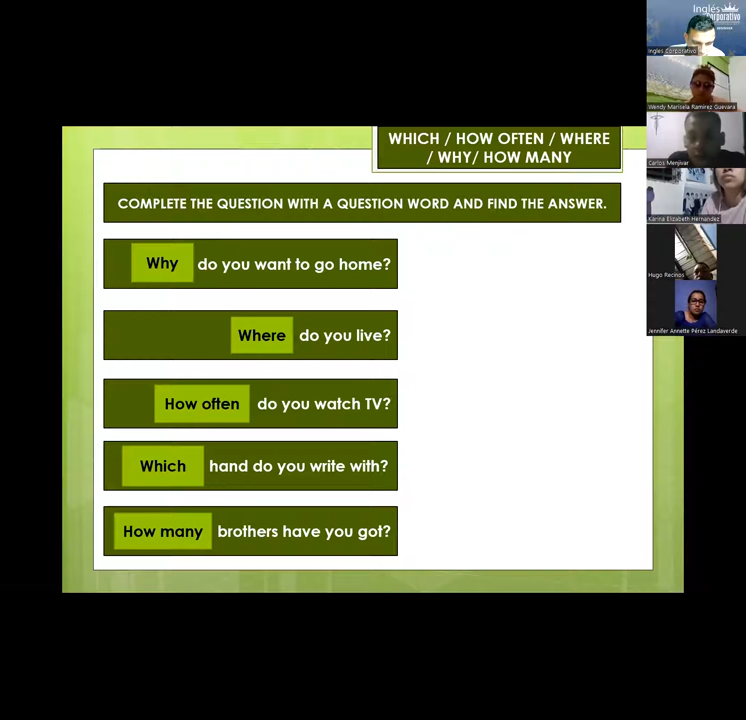 WHICH / HOW OFTEN / WHERE
/ WHY/ HOW MANY
COMPLETE THE QUESTION WITH A QUESTION WORD AND FIND THE ANSWER.
Why do you want to go home?
Where do you live?
How often do you watch TV?
Which hand do you write with?
How many brothers have you got?
Inglés
Corporativo
Ingles Corporativo
Wendy Marisela Ramirez Guevara
Carlos Menjivar
Karina Elizabeth Hernandez
Hugo Recinos
Jennifer Annette Pérez Landaverde